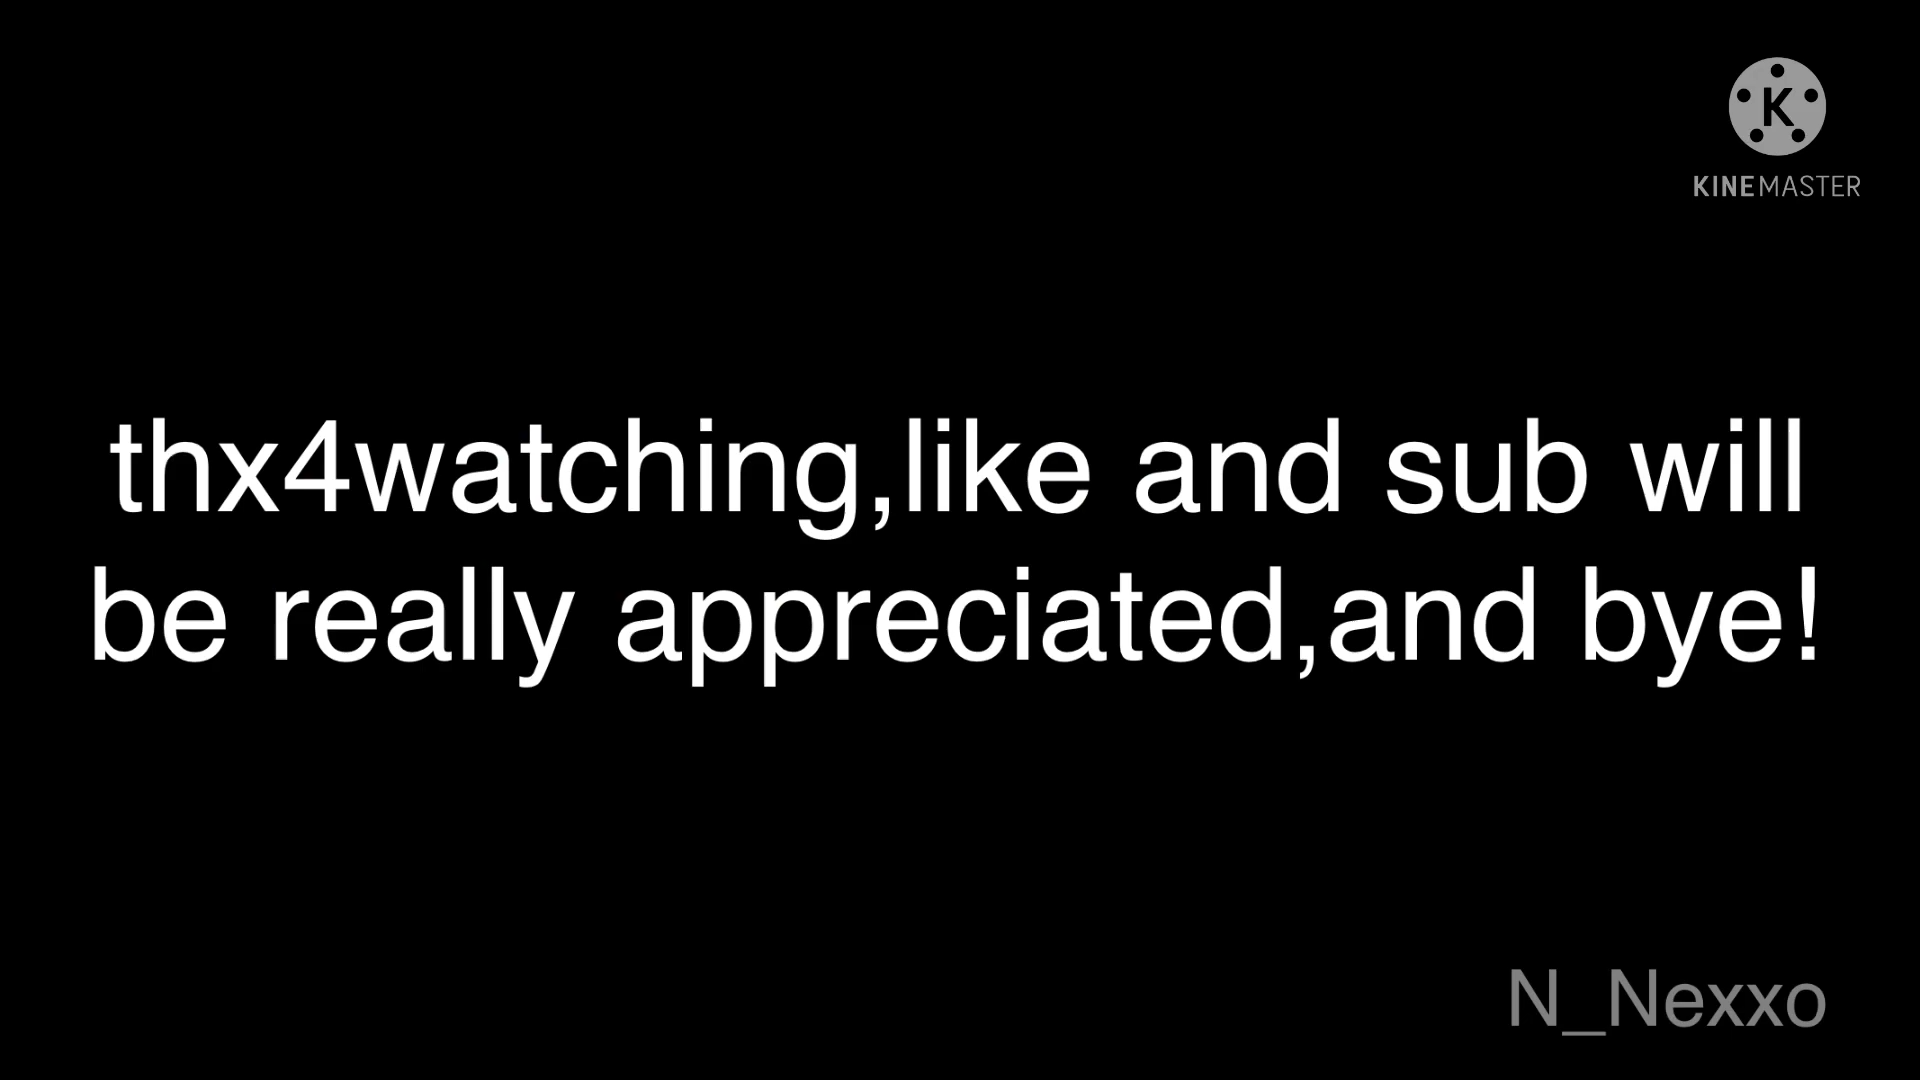 K
KINEMASTER
thx4watching,like and sub will
be really appreciated,and bye!
N_Nexxo